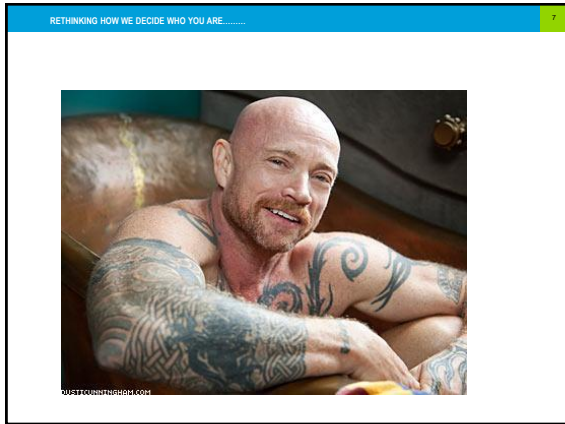 RETHINKING HOW WE DECIDE WHO YOU ARE.........
7
DUSTICUNNINGHAM.COM